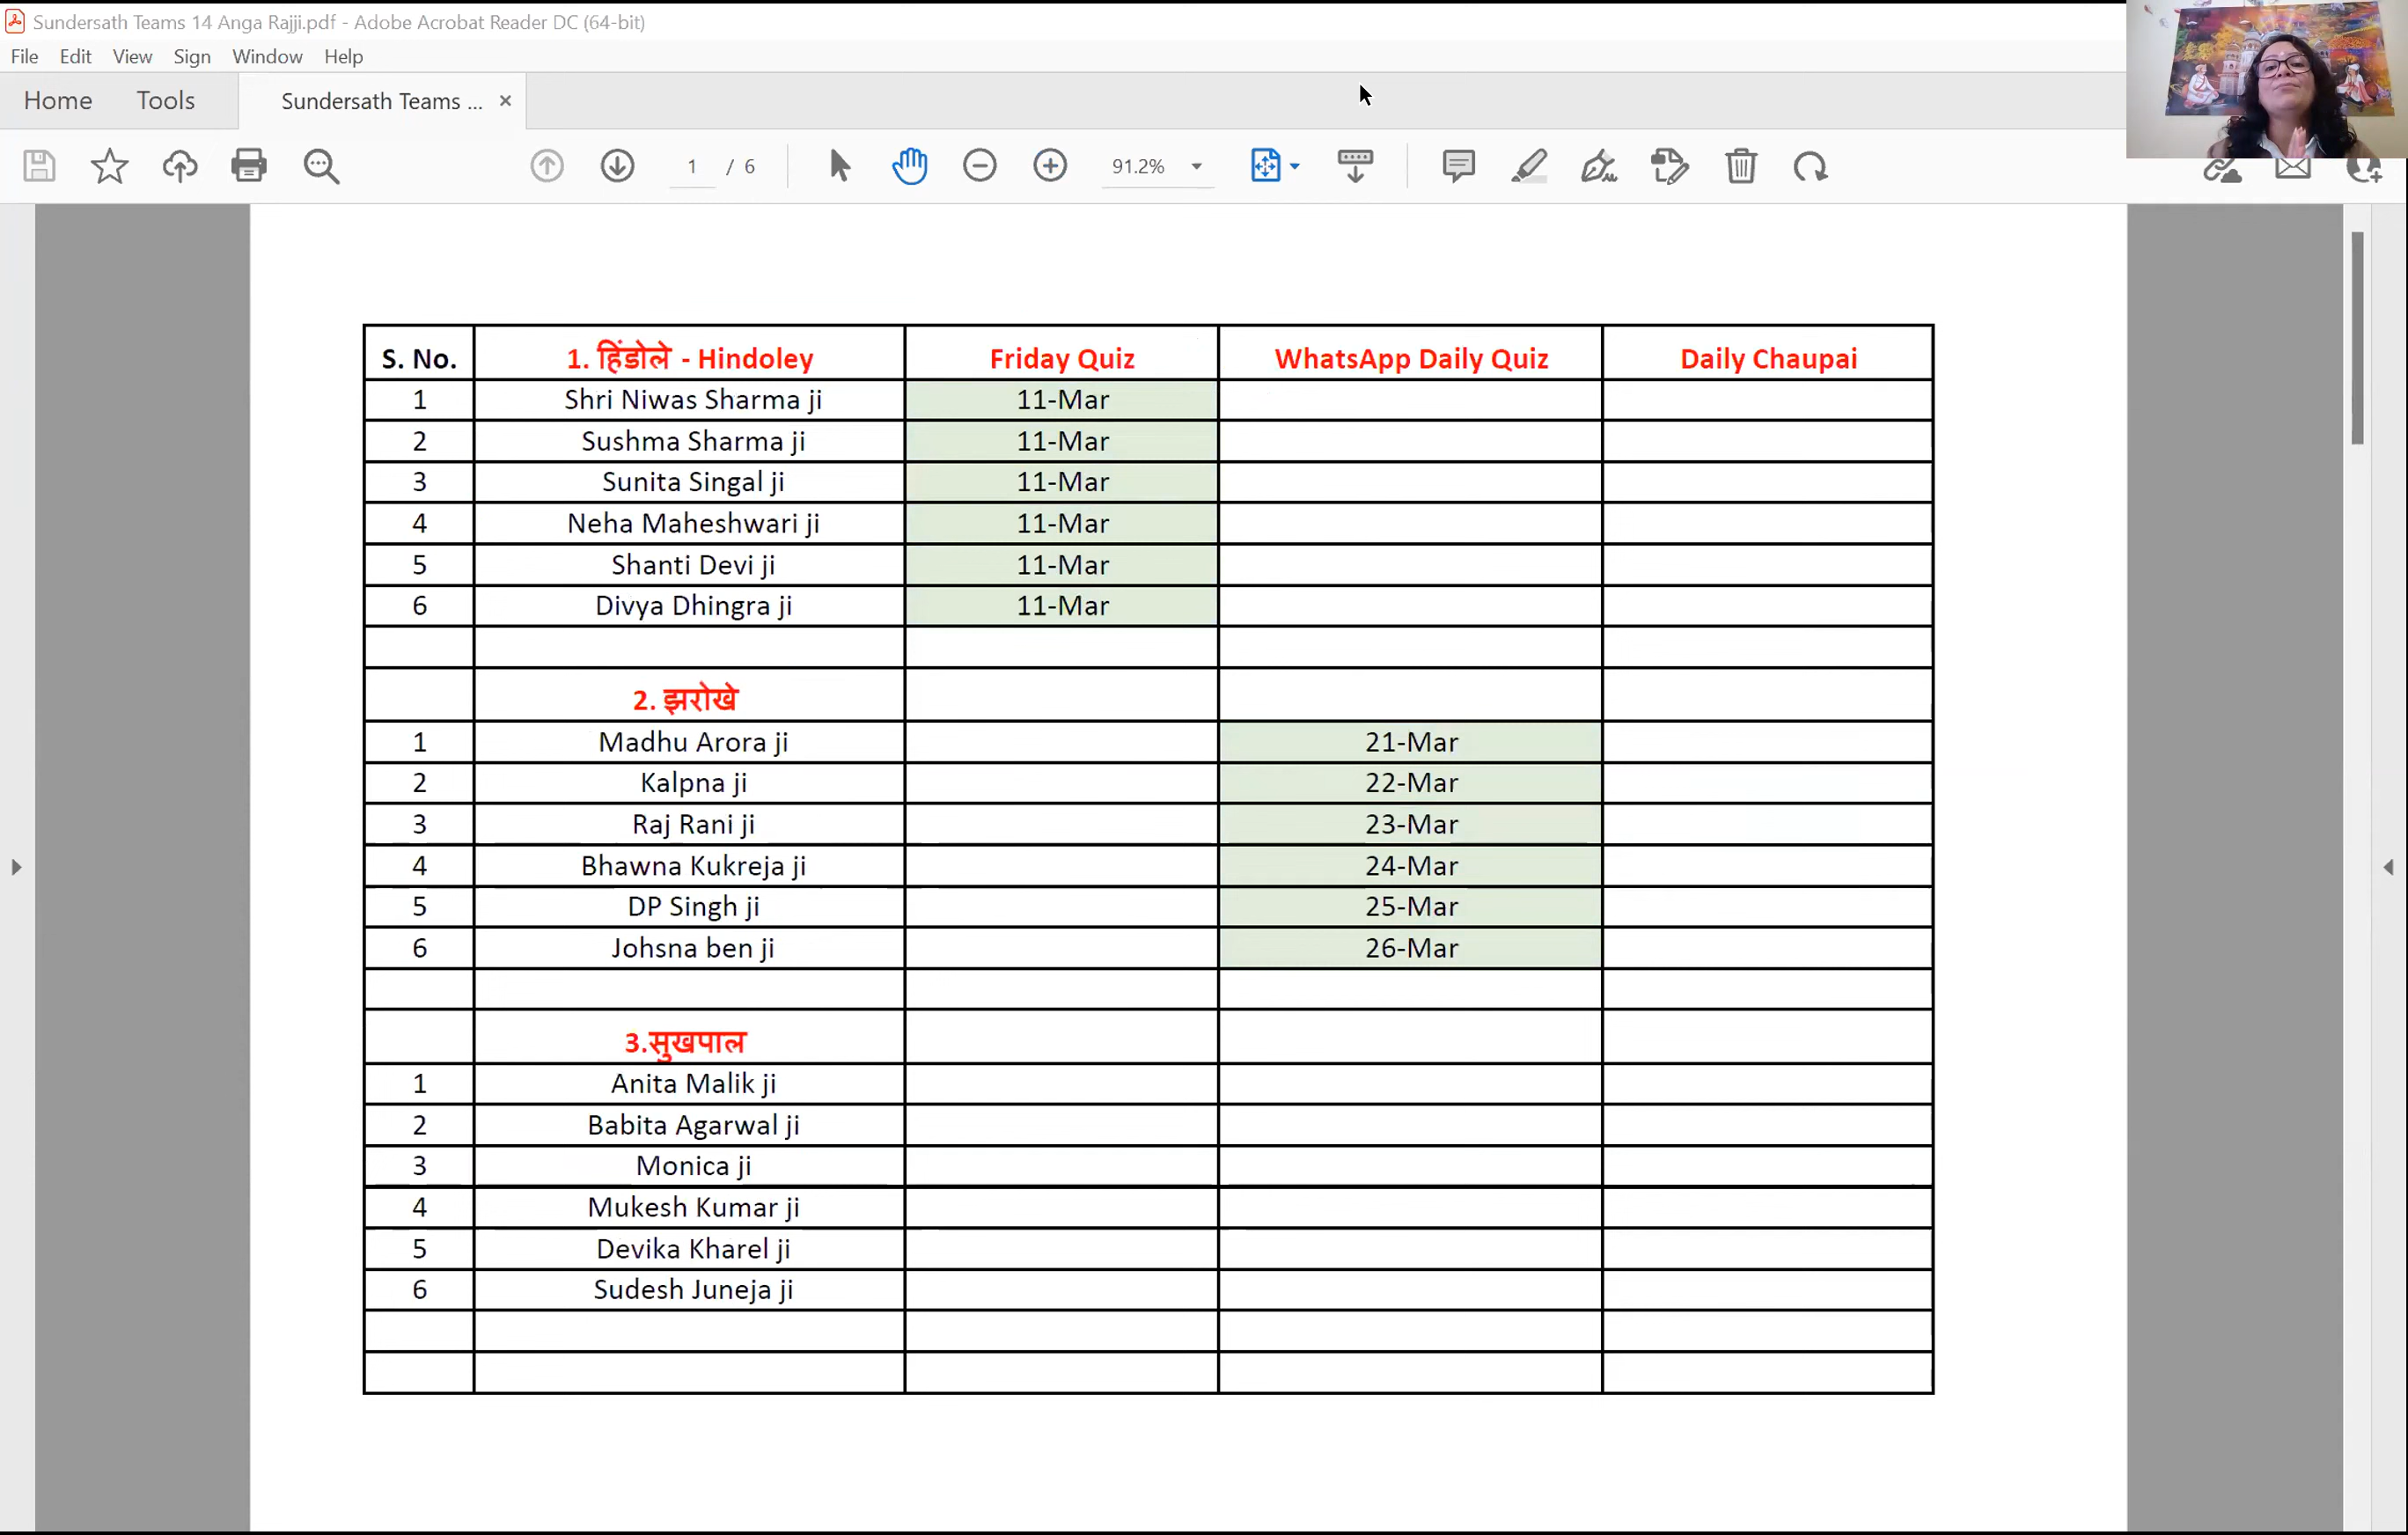 Sundersath Teams 14 Anga Rajji.pdf - Adobe Acrobat Reader DC (64-bit)
File Edit View Sign Window Help
Home Tools Sundersath Teams ... ×
1 / 6 91.2%
S. No. 1. हिंडोले - Hindoley Friday Quiz WhatsApp Daily Quiz Daily Chaupai
1 Shri Niwas Sharma ji 11-Mar
2 Sushma Sharma ji 11-Mar
3 Sunita Singal ji 11-Mar
4 Neha Maheshwari ji 11-Mar
5 Shanti Devi ji 11-Mar
6 Divya Dhingra ji 11-Mar
2. झरोखे
1 Madhu Arora ji 21-Mar
2 Kalpna ji 22-Mar
3 Raj Rani ji 23-Mar
4 Bhawna Kukreja ji 24-Mar
5 DP Singh ji 25-Mar
6 Johsna ben ji 26-Mar
3.सुखपाल
1 Anita Malik ji
2 Babita Agarwal ji
3 Monica ji
4 Mukesh Kumar ji
5 Devika Kharel ji
6 Sudesh Juneja ji